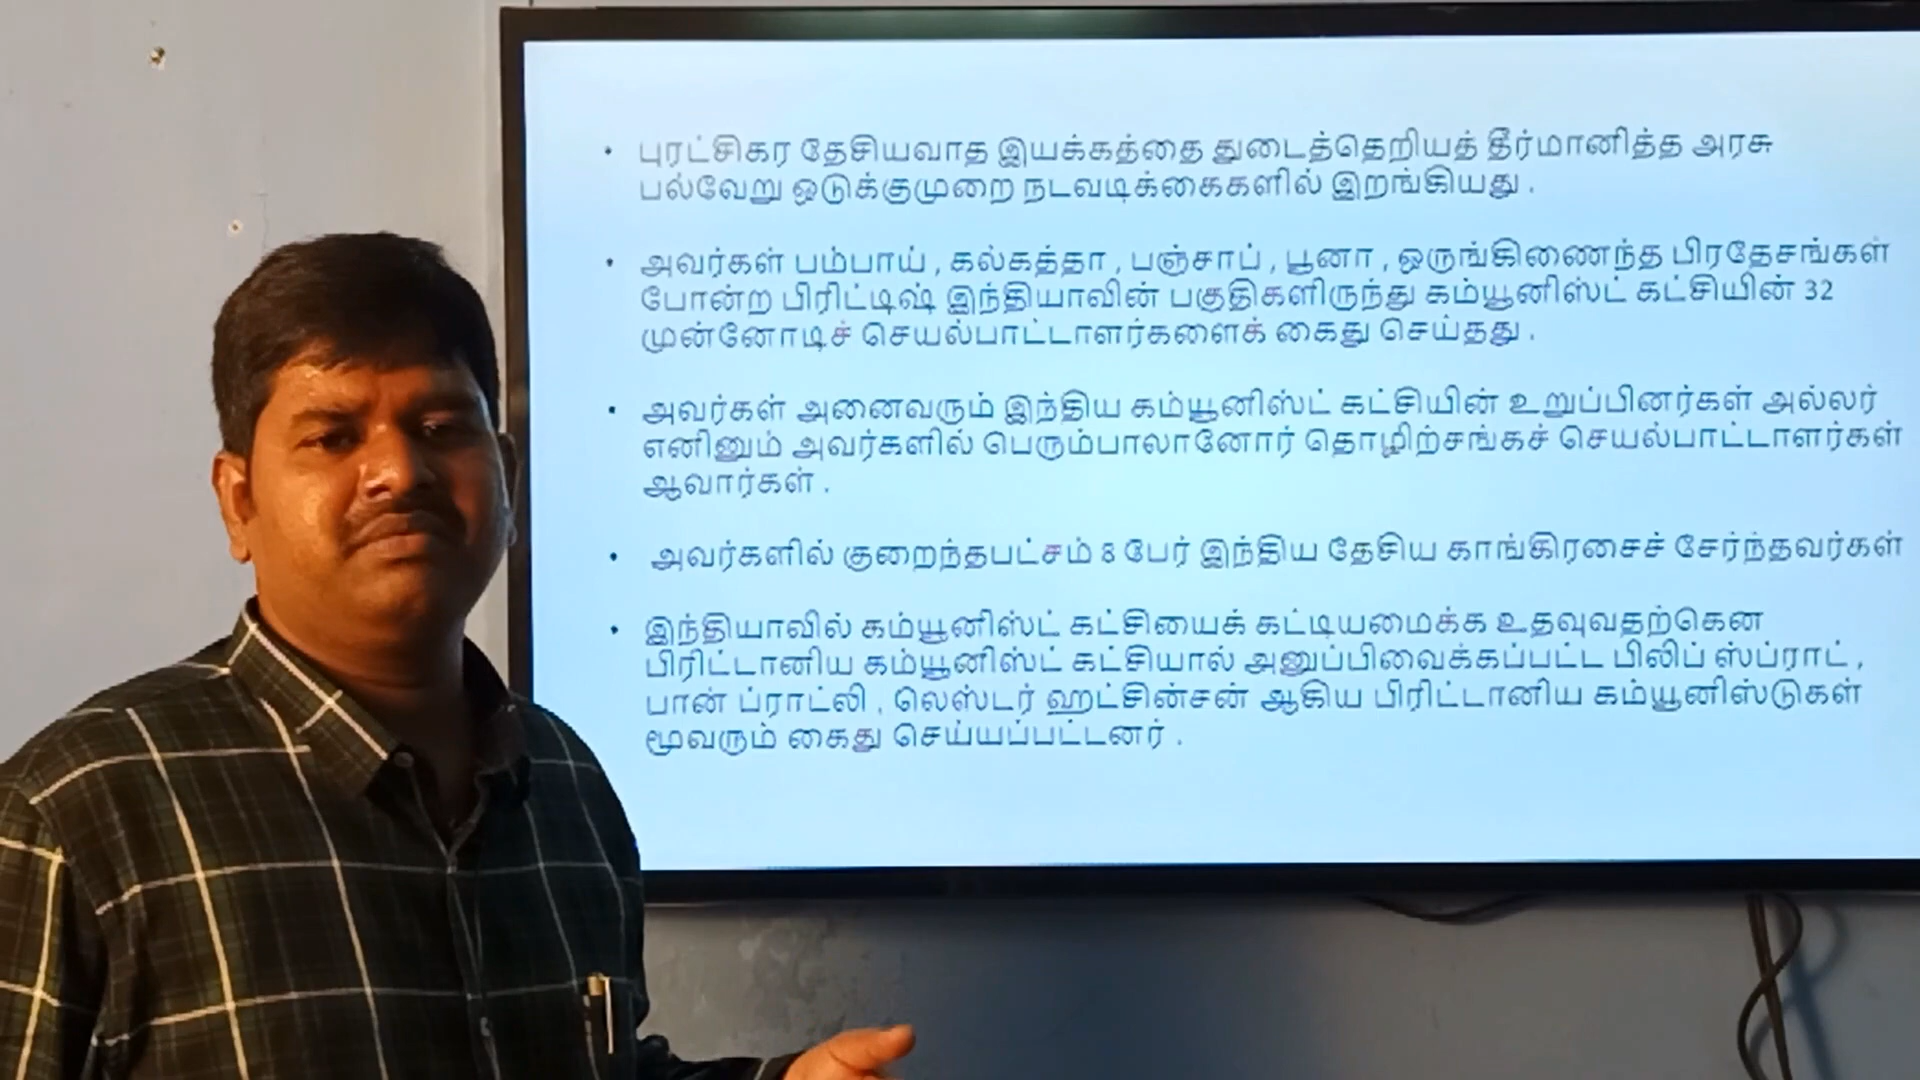 • புரட்சிகர தேசியவாத இயக்கத்தை துடைத்தெறியத் தீர்மானித்த அரசு
பல்வேறு ஒடுக்குமுறை நடவடிக்கைகளில் இறங்கியது .
• அவர்கள் பம்பாய் , கல்கத்தா , பஞ்சாப் , பூனா , ஒருங்கிணைந்த பிரதேசங்கள்
போன்ற பிரிட்டிஷ் இந்தியாவின் பகுதிகளிருந்து கம்யூனிஸ்ட் கட்சியின் 32
முன்னோடிச் செயல்பாட்டாளர்களைக் கைது செய்தது .
• அவர்கள் அனைவரும் இந்திய கம்யூனிஸ்ட் கட்சியின் உறுப்பினர்கள் அல்லர்
எனினும் அவர்களில் பெரும்பாலானோர் தொழிற்சங்கச் செயல்பாட்டாளர்கள்
ஆவார்கள் .
• அவர்களில் குறைந்தபட்சம் 8 பேர் இந்திய தேசிய காங்கிரசைச் சேர்ந்தவர்கள்
• இந்தியாவில் கம்யூனிஸ்ட் கட்சியைக் கட்டியமைக்க உதவுவதற்கென
பிரிட்டானிய கம்யூனிஸ்ட் கட்சியால் அனுப்பிவைக்கப்பட்ட பிலிப் ஸ்ப்ராட் ,
பான் ப்ராட்லி , லெஸ்டர் ஹட்சின்சன் ஆகிய பிரிட்டானிய கம்யூனிஸ்டுகள்
மூவரும் கைது செய்யப்பட்டனர் .